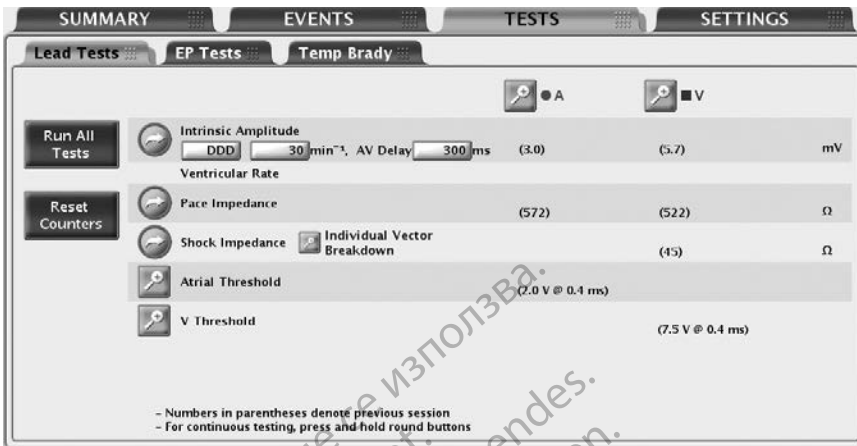 SUMMARY EVENTS TESTS SETTINGS
Lead Tests EP Tests Temp Brady
A V
Run All Tests
Intrinsic Amplitude
DDD 30 min⁻¹, AV Delay 300 ms (3.0) (5.7) mV
Ventricular Rate
Reset Counters
Pace Impedance (572) (522) Ω
Shock Impedance Individual Vector Breakdown (45) Ω
Atrial Threshold (2.0 V @ 0.4 ms)
V Threshold (7.5 V @ 0.4 ms)
- Numbers in parentheses denote previous session
- For continuous testing, press and hold round buttons
се използва.
endes.